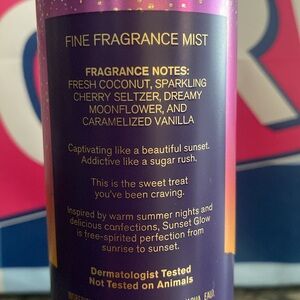 FINE FRAGRANCE MIST
FRAGRANCE NOTES:
FRESH COCONUT, SPARKLING
CHERRY SELTZER, DREAMY
MOONFLOWER, AND
CARAMELIZED VANILLA
Captivating like a beautiful sunset.
Addictive like a sugar rush.
This is the sweet treat
you've been craving.
Inspired by warm summer nights and
delicious confections, Sunset Glow
is free-spirited perfection from
sunrise to sunset.
Dermatologist Tested
Not Tested on Animals